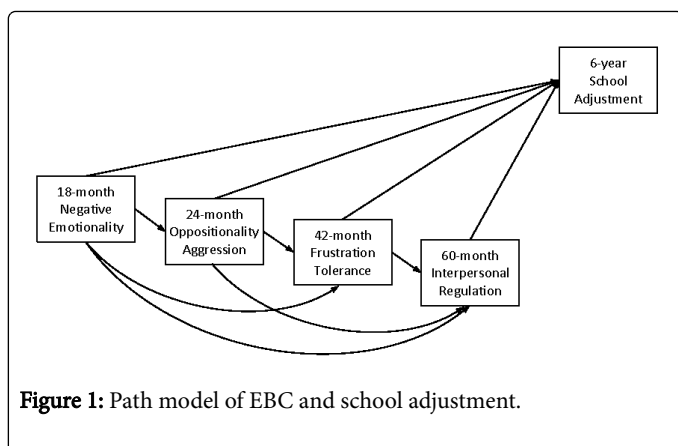 6-year
School
Adjustment
18-month
Negative
Emotionality
24-month
Oppositionality
Aggression
42-month
Frustration
Tolerance
60-month
Interpersonal
Regulation
Figure 1: Path model of EBC and school adjustment.